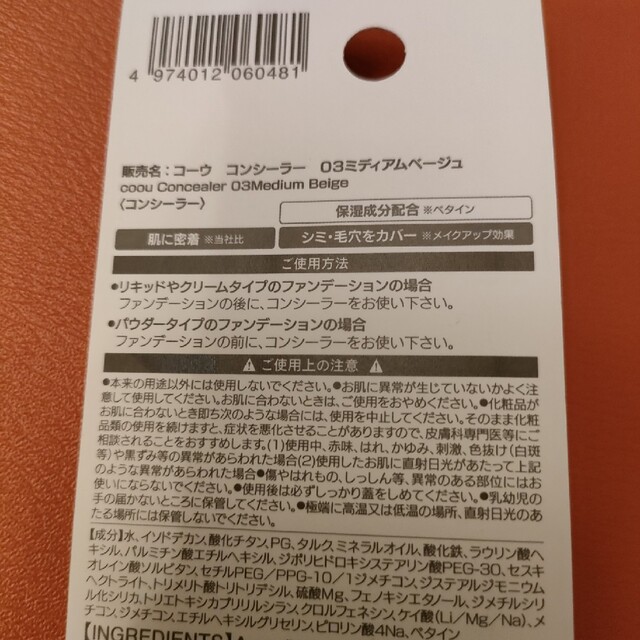 4 974012 060481
販売名：コーウ　コンシーラー　03ミディアムベージュ
coou Concealer 03Medium Beige
〈コンシーラー〉
保湿成分配合 ※ベタイン
肌に密着 ※当社比
シミ・毛穴をカバー ※メイクアップ効果
ご使用方法
●リキッドやクリームタイプのファンデーションの場合
ファンデーションの後に、コンシーラーをお使い下さい。
●パウダータイプのファンデーションの場合
ファンデーションの前に、コンシーラーをお使い下さい。
⚠ ご使用上の注意 ⚠
●本来の用途以外には使用しないでください。●お肌に異常が生じていないかよく注
意して使用してください。お肌に合わないときは、ご使用をおやめください。●化粧品が
お肌に合わないとき即ち次のような場合には、使用を中止してください。そのまま化粧
品類の使用を続けますと、症状を悪化させることがありますので、皮膚科専門医等にご
相談されることをおすすめします。(1)使用中、赤味、はれ、かゆみ、刺激、色抜け(白斑
等)や黒ずみ等の異常があらわれた場合(2)使用したお肌に直射日光があたって上記
のような異常があらわれた場合●傷やはれもの、しっしん等、異常のある部位にはお
使いにならないでください。●使用後は必ずしっかり蓋をしめてください。●乳幼児の
手の届かないところに保管してください。●極端に高温又は低温の場所、直射日光のあ
たる場所には保管しないでください。
【成分】水、イソドデカン、酸化チタン、PG、タルク、ミネラルオイル、酸化鉄、ラウリン酸ヘ
キシル、パルミチン酸エチルヘキシル、ジポリヒドロキシステアリン酸PEG-30、セスキ
オレイン酸ソルビタン、セチルPEG/PPG-10/1ジメチコン、ジステアルジモニウム
ヘクトライト、トリメリト酸トリトリデシル、硫酸Mg、フェノキシエタノール、ジメチルシリ
ル化シリカ、トリエトキシカプリリルシラン、クロルフェネシン、ケイ酸(Li/Mg/Na)、メ
チコン、ジメチコン、エチルヘキシルグリセリン、ピロリン酸4Na、ベタイン
【INGREDIENTS】